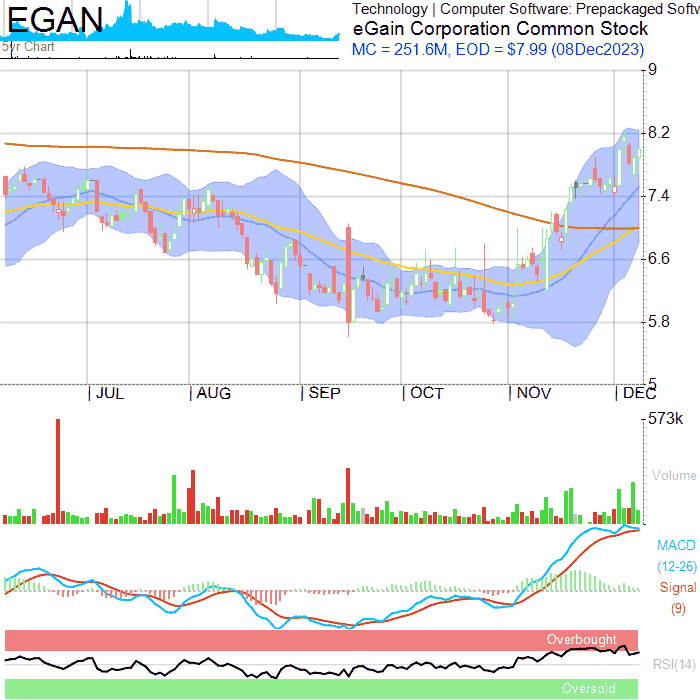 EGAN
5yr Chart
Technology | Computer Software: Prepackaged Softw
eGain Corporation Common Stock
MC = 251.6M, EOD = $7.99 (08Dec2023)
9
8.2
7.4
6.6
5.8
5
| JUL | AUG | SEP | OCT | NOV | DEC
573k
Volume
MACD
(12-26)
Signal
(9)
Overbought
RSI(14)
Oversold